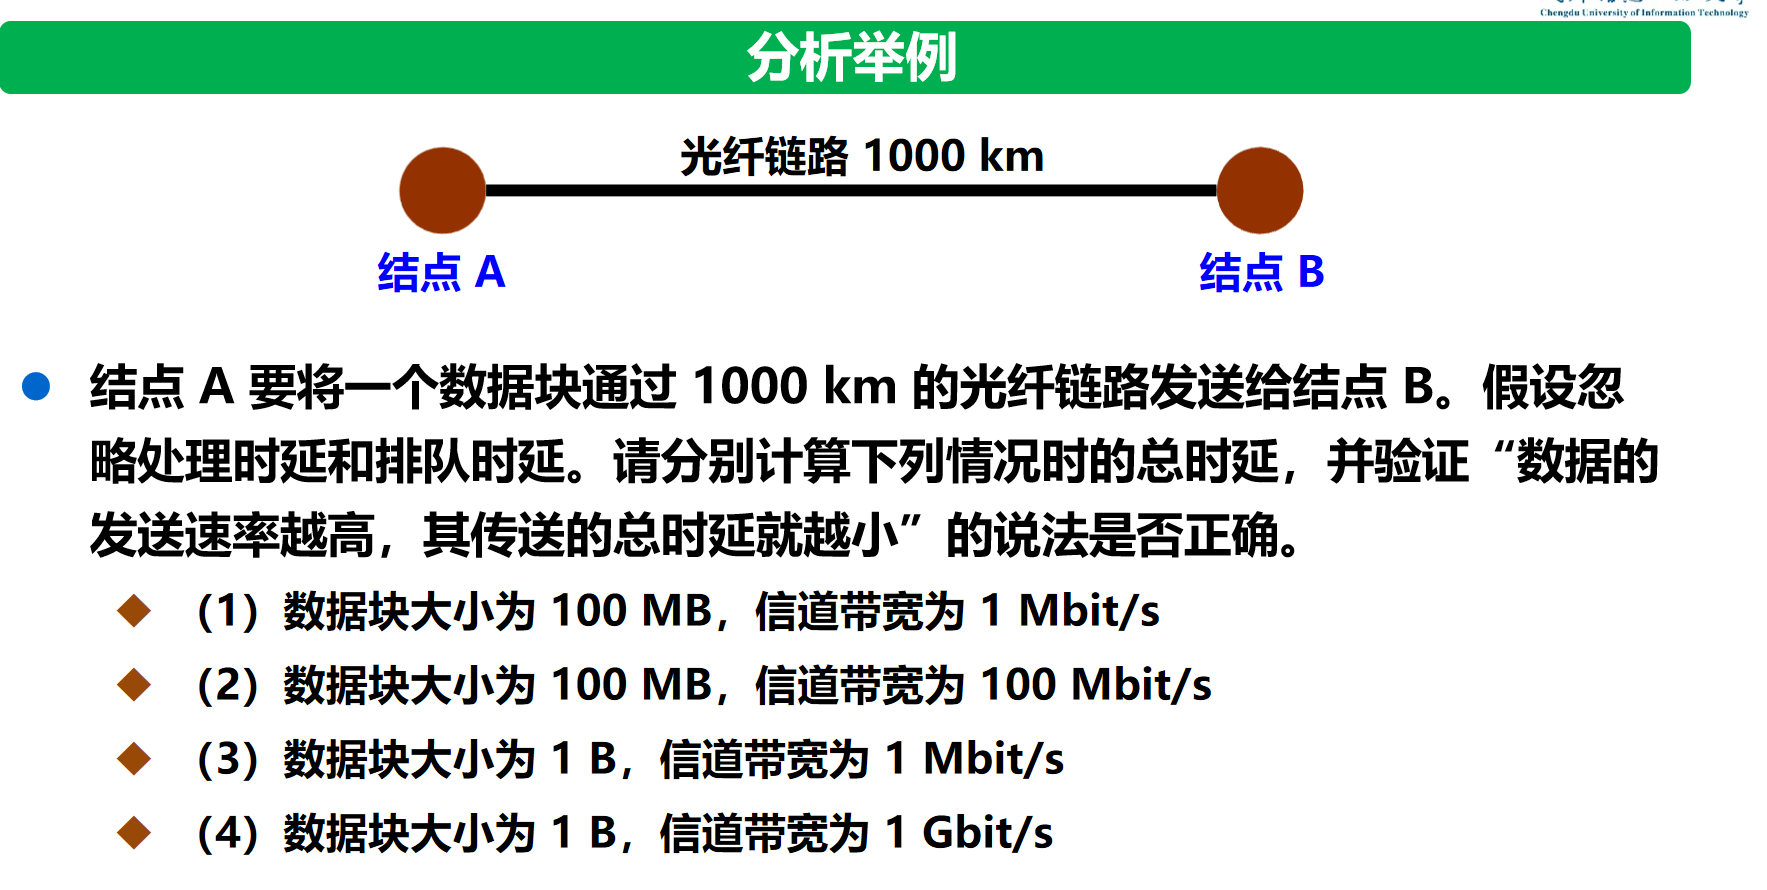 Chengdu University of Information Technology
分析举例
光纤链路 1000 km
结点 A
结点 B
结点 A 要将一个数据块通过 1000 km 的光纤链路发送给结点 B。假设忽
略处理时延和排队时延。请分别计算下列情况时的总时延，并验证“数据的
发送速率越高，其传送的总时延就越小”的说法是否正确。
（1）数据块大小为 100 MB，信道带宽为 1 Mbit/s
（2）数据块大小为 100 MB，信道带宽为 100 Mbit/s
（3）数据块大小为 1 B，信道带宽为 1 Mbit/s
（4）数据块大小为 1 B，信道带宽为 1 Gbit/s